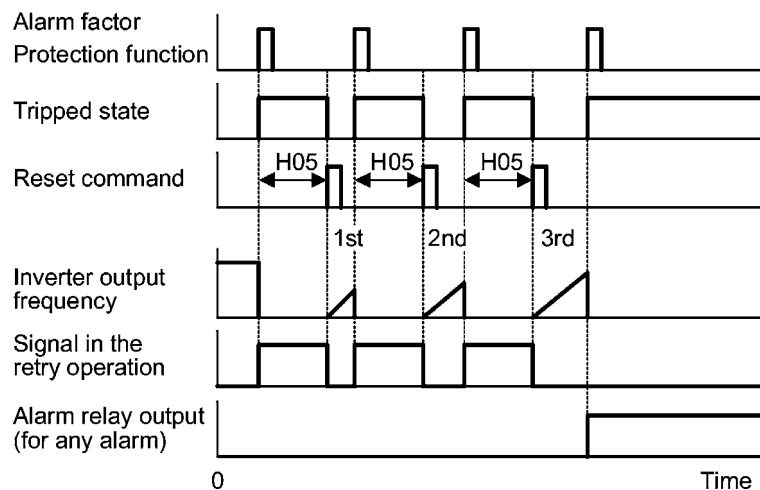 Alarm factor
Protection function
Tripped state
H05 H05 H05
Reset command
1st 2nd 3rd
Inverter output
frequency
Signal in the
retry operation
Alarm relay output
(for any alarm)
0 Time